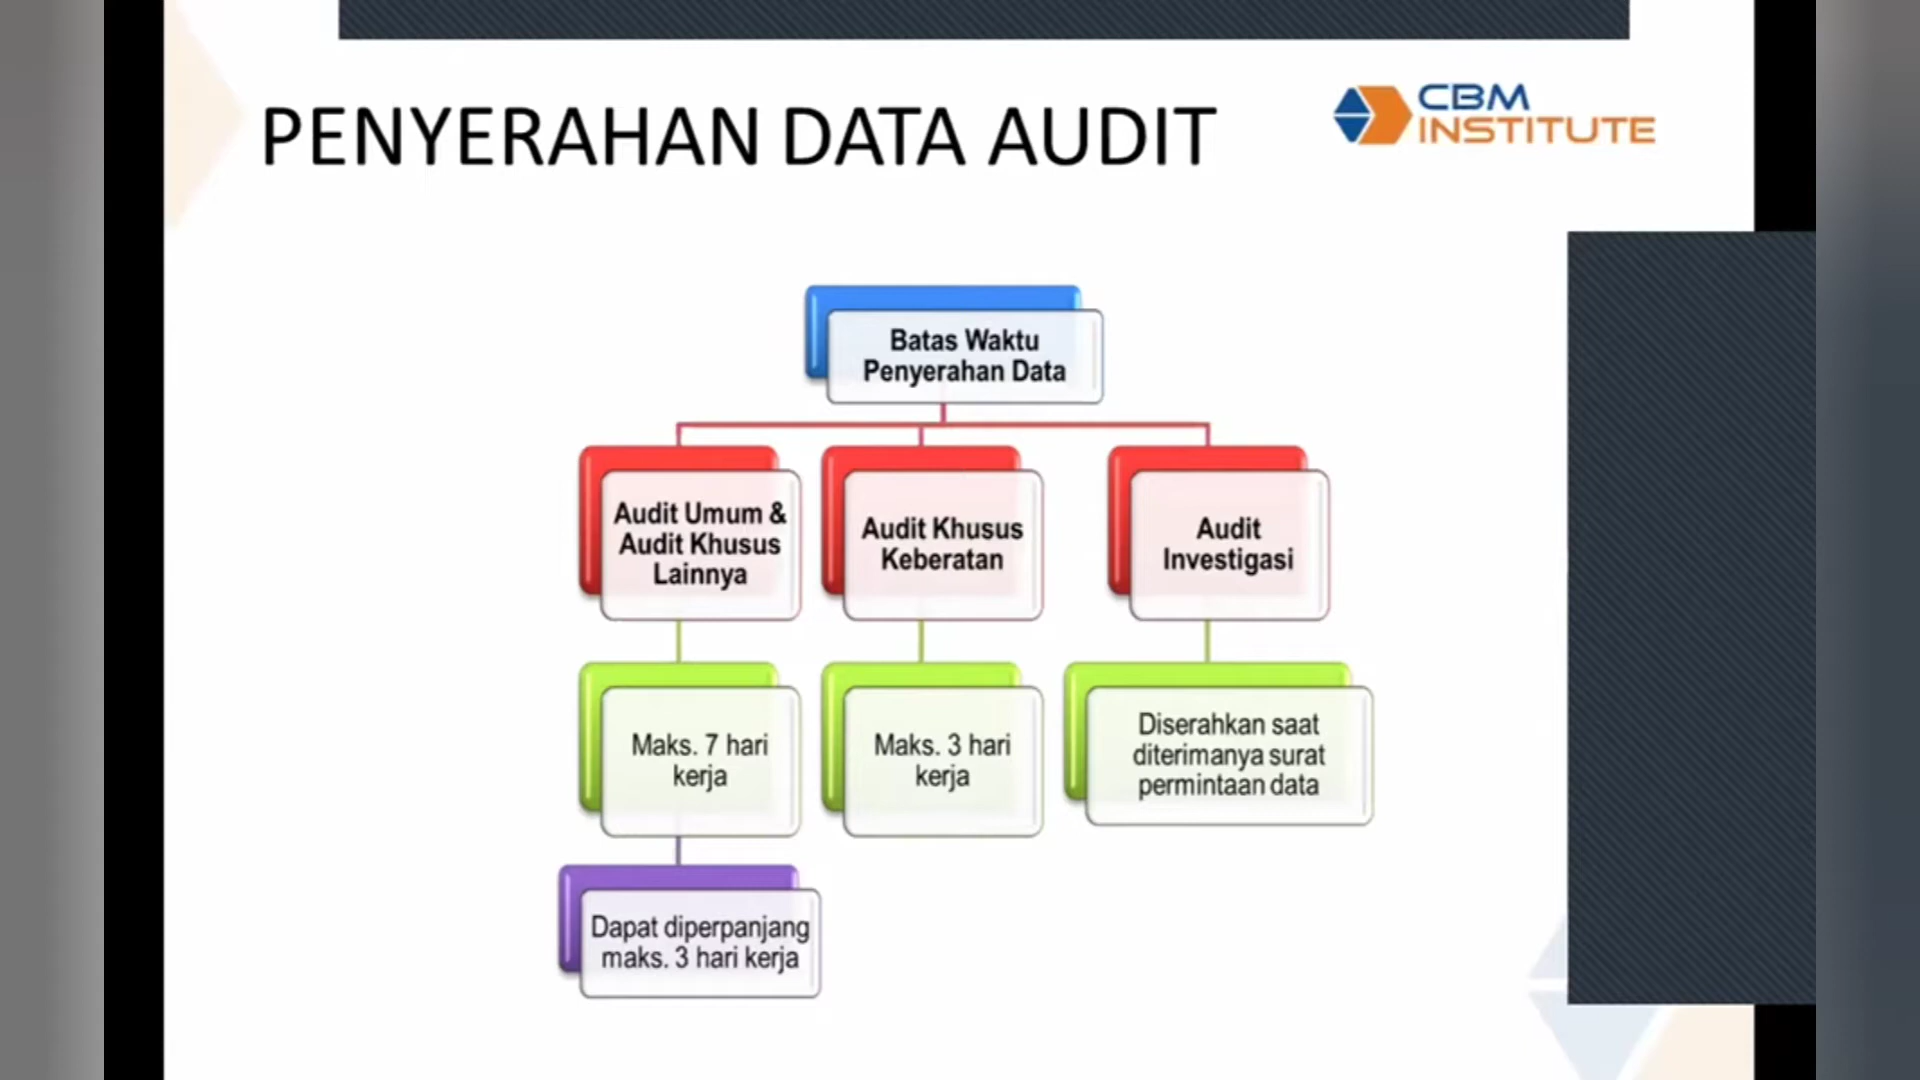 PENYERAHAN DATA AUDIT
CBM
INSTITUTE
Batas Waktu
Penyerahan Data
Audit Umum &
Audit Khusus
Lainnya
Audit Khusus
Keberatan
Audit
Investigasi
Maks. 7 hari
kerja
Maks. 3 hari
kerja
Diserahkan saat
diterimanya surat
permintaan data
Dapat diperpanjang
maks. 3 hari kerja